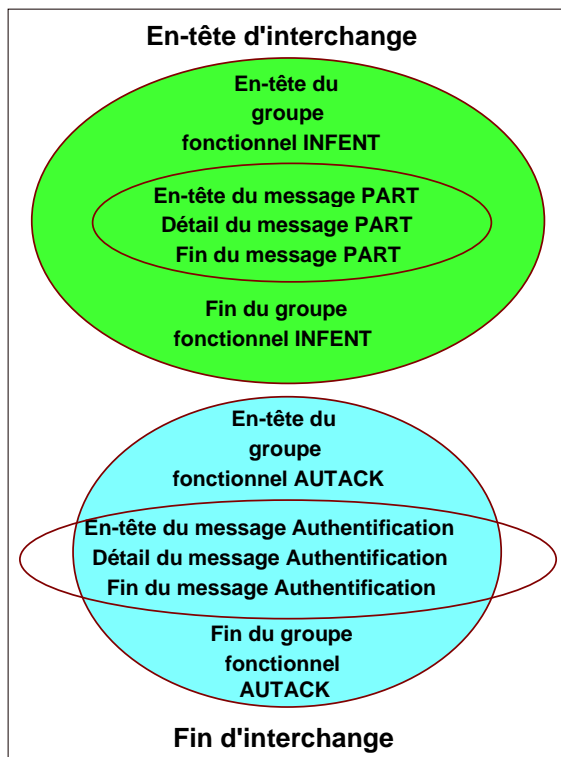 En-tête d'interchange
En-tête du
groupe
fonctionnel INFENT
En-tête du message PART
Détail du message PART
Fin du message PART
Fin du groupe
fonctionnel INFENT
En-tête du
groupe
fonctionnel AUTACK
En-tête du message Authentification
Détail du message Authentification
Fin du message Authentification
Fin du groupe
fonctionnel
AUTACK
Fin d'interchange